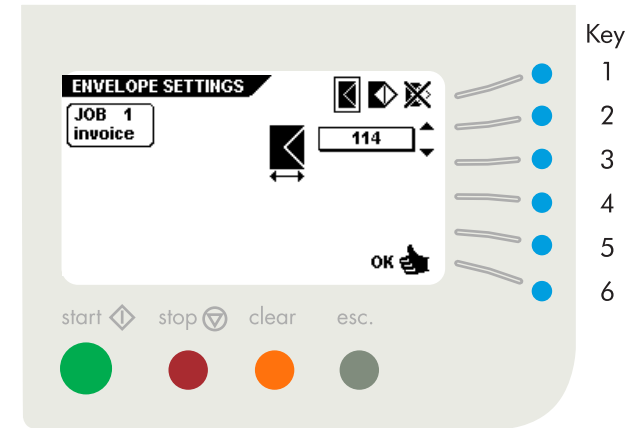 Key
ENVELOPE SETTINGS
1
JOB 1
invoice
2
114
3
4
5
OK
6
start stop clear esc.